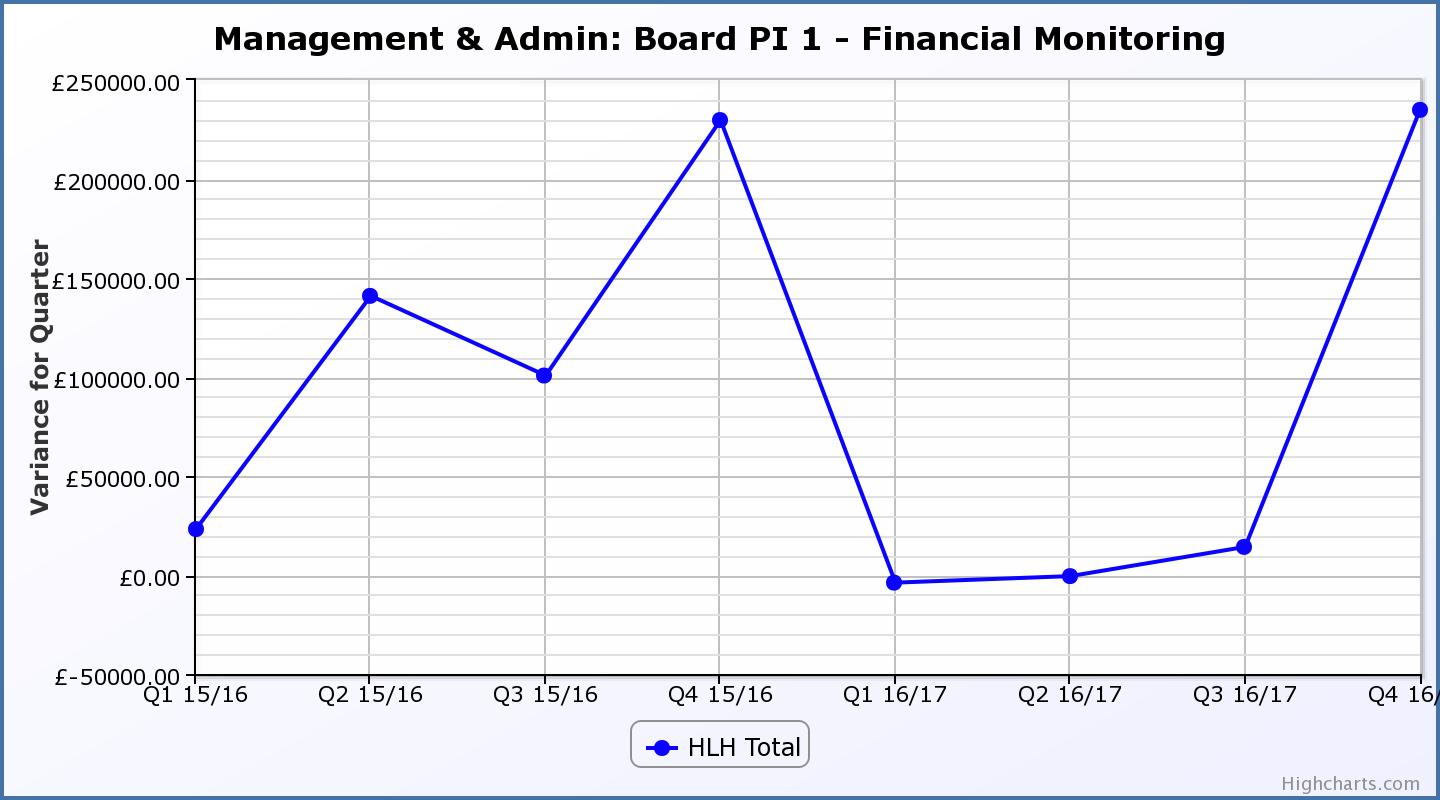 Management & Admin: Board PI 1 - Financial Monitoring
£250000.00
£200000.00
£150000.00
£100000.00
£50000.00
£0.00
£-50000.00
Variance for Quarter
Q1 15/16 Q2 15/16 Q3 15/16 Q4 15/16 Q1 16/17 Q2 16/17 Q3 16/17 Q4 16/
HLH Total
Highcharts.com